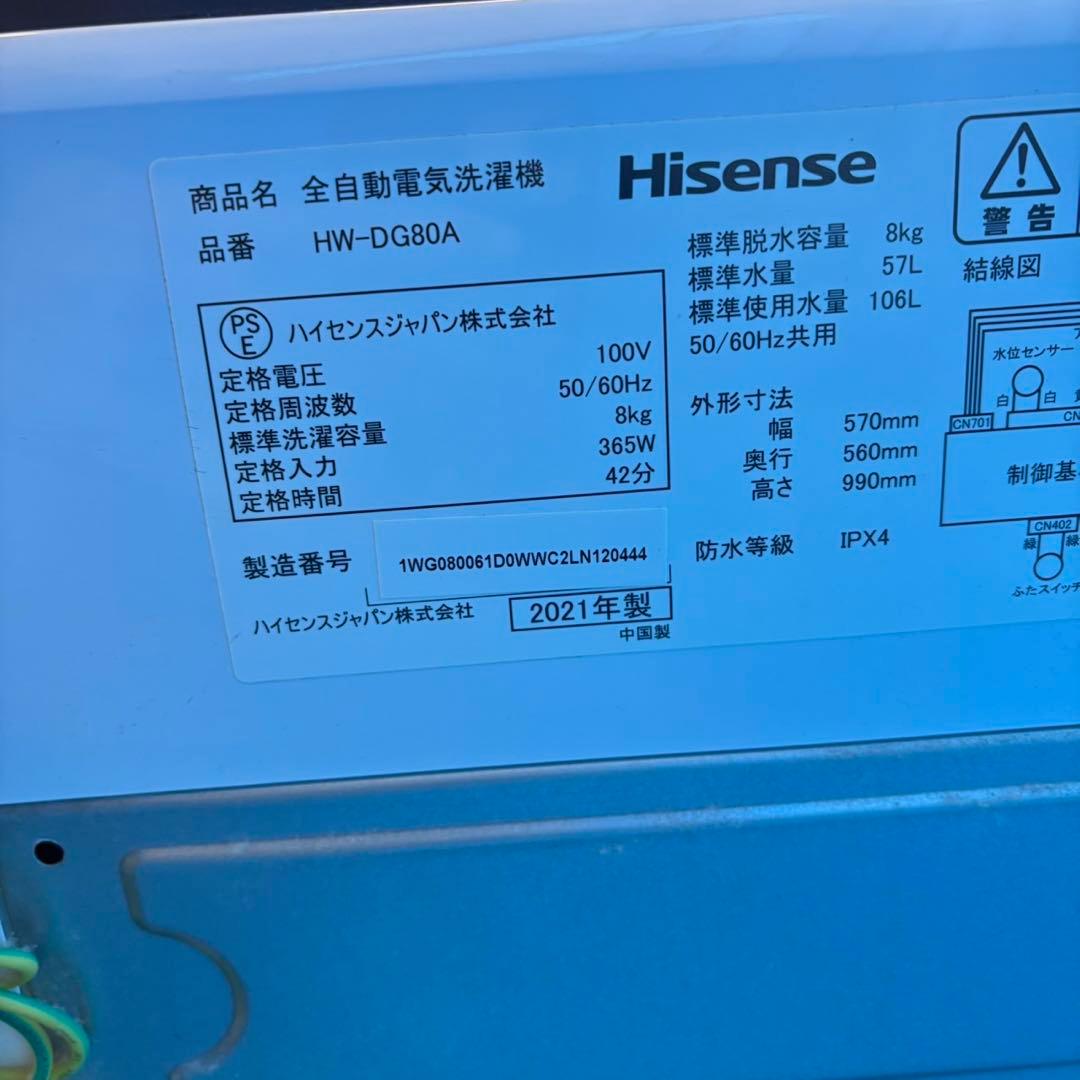 商品名 全自動電気洗濯機
品番 HW-DG80A
PS
E
ハイセンスジャパン株式会社
定格電圧 100V
定格周波数 50/60Hz
標準洗濯容量 8kg
定格入力 365W
定格時間 42分
製造番号 1WG080061D0WWC2LN120444
ハイセンスジャパン株式会社 2021年製
中国製
Hisense
標準脱水容量 8kg
標準水量 57L
標準使用水量 106L
50/60Hz共用
外形寸法
幅 570mm
奥行 560mm
高さ 990mm
防水等級 IPX4
警告
結線図
水位センサー
白 白
CN701 CN
制御基
CN402
緑 緑
ふたスイッチ